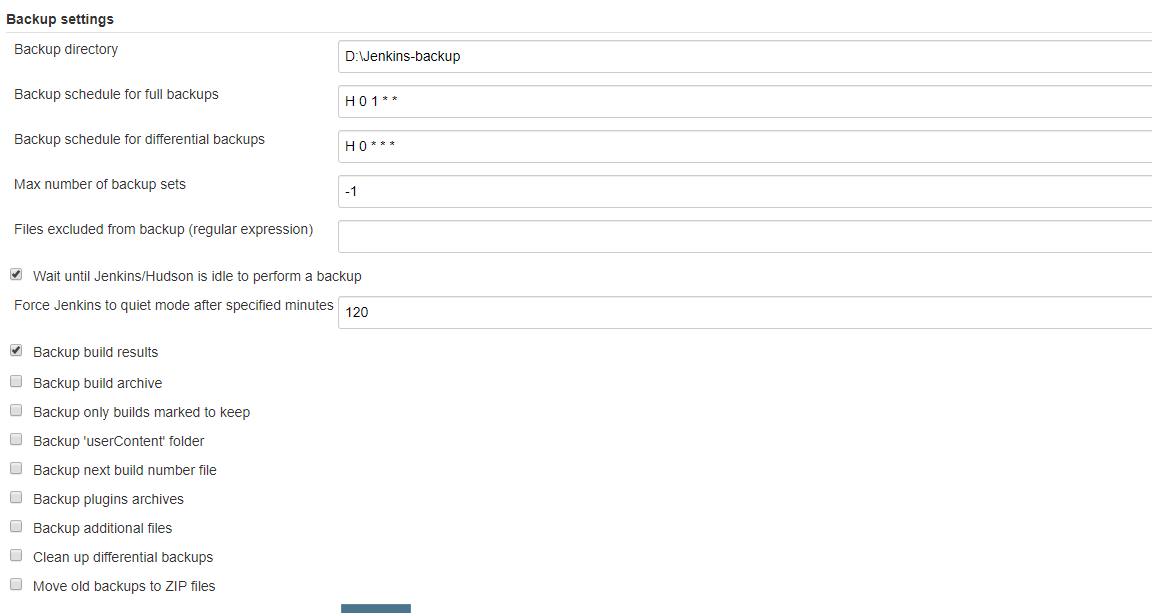 Backup settings
Backup directory
D:\Jenkins-backup
Backup schedule for full backups
H 0 1 * *
Backup schedule for differential backups
H 0 * * *
Max number of backup sets
-1
Files excluded from backup (regular expression)
Wait until Jenkins/Hudson is idle to perform a backup
Force Jenkins to quiet mode after specified minutes
120
Backup build results
Backup build archive
Backup only builds marked to keep
Backup 'userContent' folder
Backup next build number file
Backup plugins archives
Backup additional files
Clean up differential backups
Move old backups to ZIP files